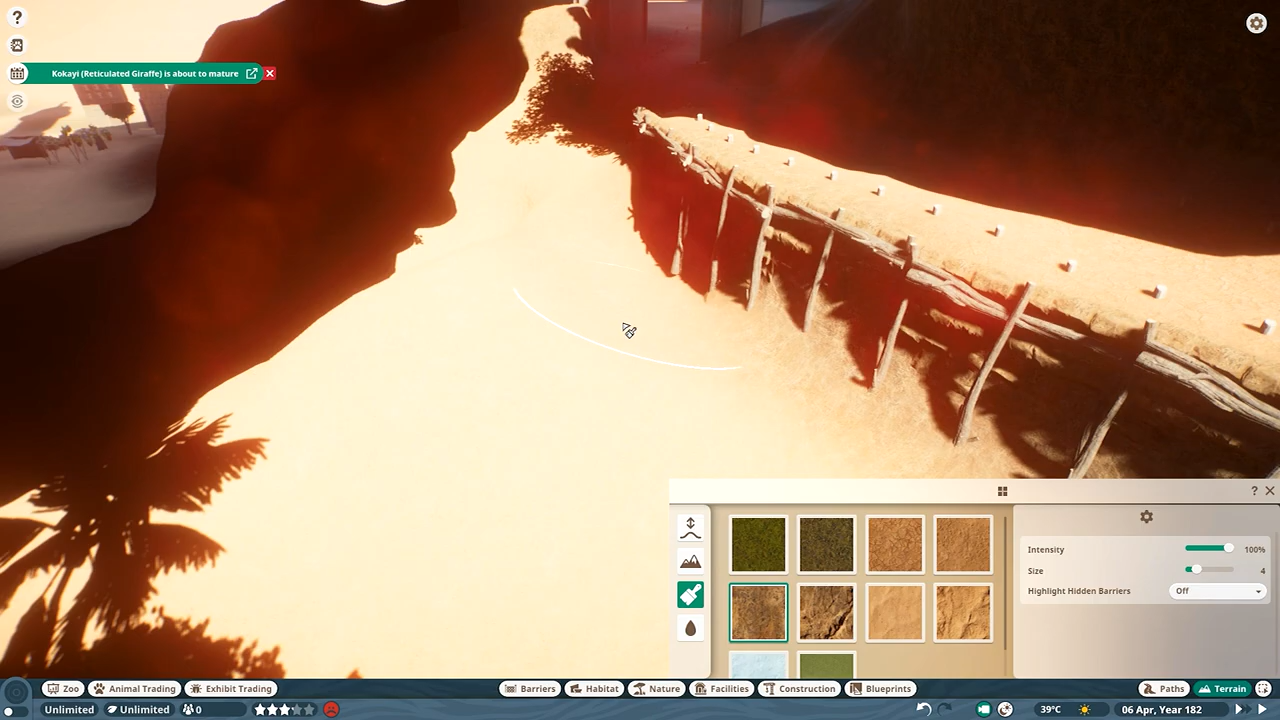 ?
Kokayi (Reticulated Giraffe) is about to mature
?
Intensity 100%
Size 4
Highlight Hidden Barriers Off
Zoo Animal Trading Exhibit Trading Barriers Habitat Nature Facilities Construction Blueprints Paths Terrain
Unlimited Unlimited 0 39°C 06 Apr, Year 182